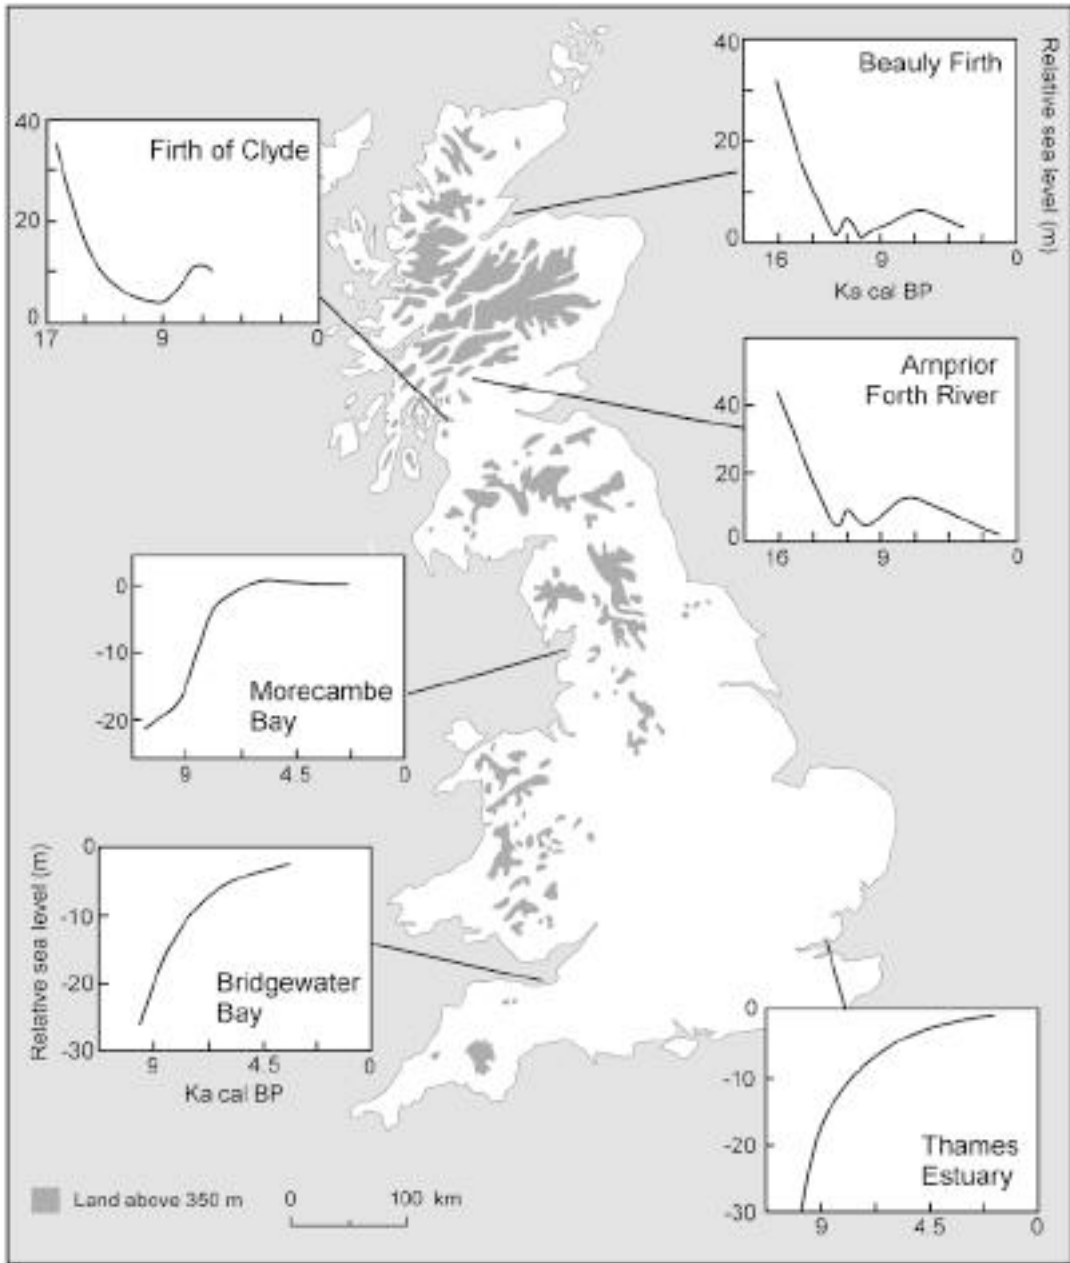 40
Beauly Firth
20
0
16
9
0
Ka cal BP
Relative sea level (m)
40
Firth of Clyde
20
0
17
9
0
Arnprior
Forth River
40
20
0
16
9
0
0
-10
-20
Morecambe
Bay
9
4.5
0
Relative sea level (m)
0
-10
-20
-30
Bridgewater
Bay
9
4.5
0
Ka cal BP
0
-10
-20
-30
Thames
Estuary
9
4.5
0
Land above 350 m
0
100 km